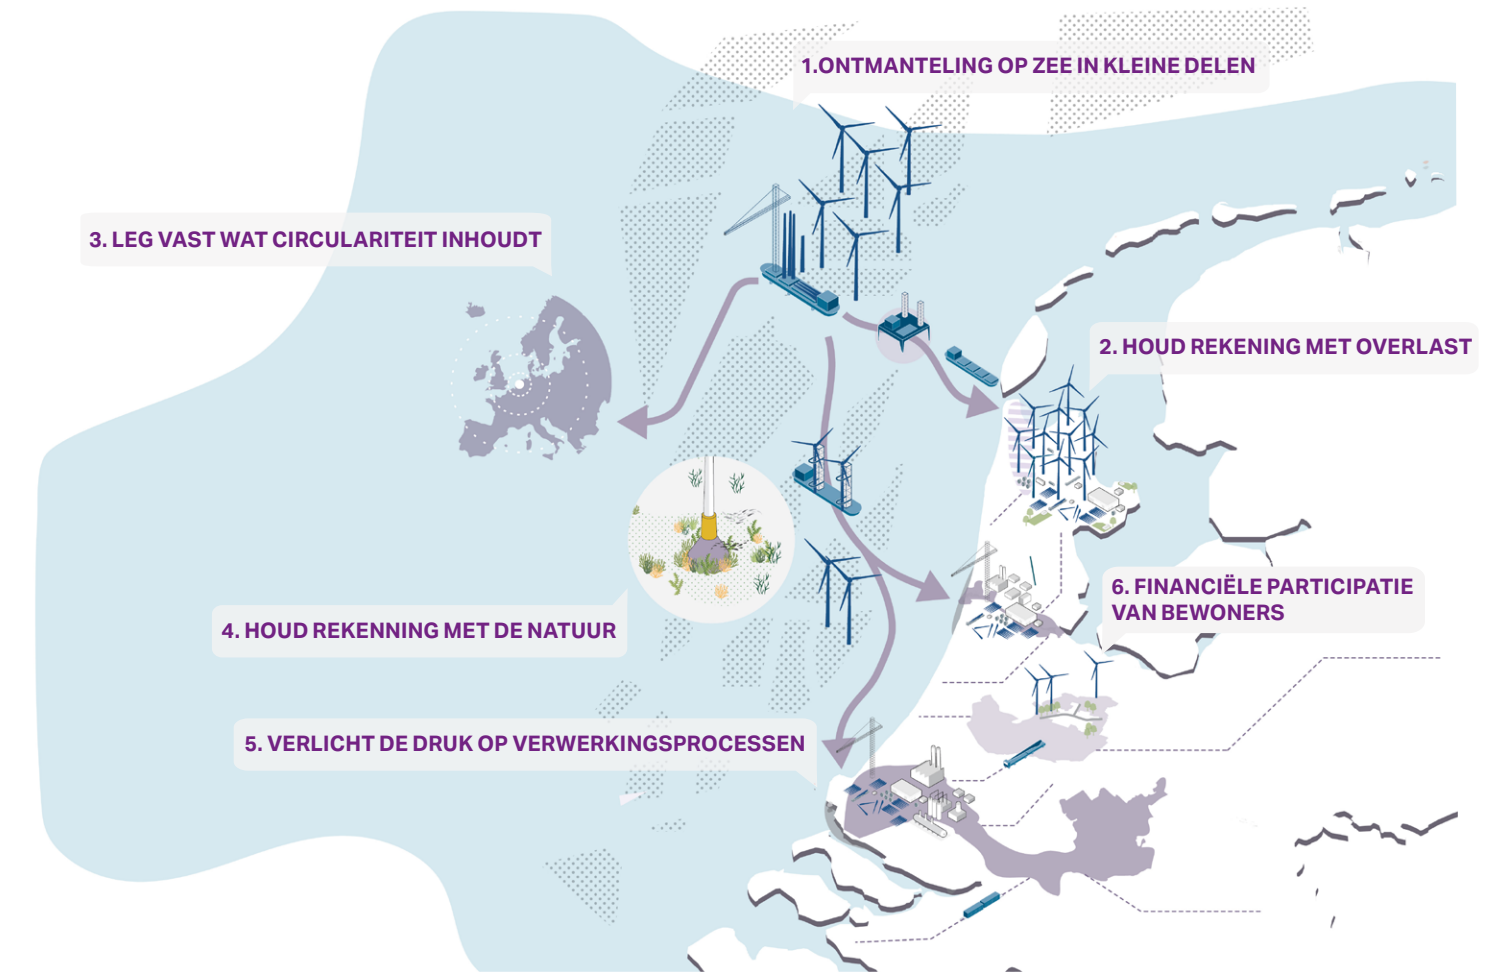 1.ONTMANTELING OP ZEE IN KLEINE DELEN
3. LEG VAST WAT CIRCULARITEIT INHOUDT
2. HOUD REKENING MET OVERLAST
6. FINANCIËLE PARTICIPATIE
VAN BEWONERS
4. HOUD REKENNING MET DE NATUUR
5. VERLICHT DE DRUK OP VERWERKINGSPROCESSEN